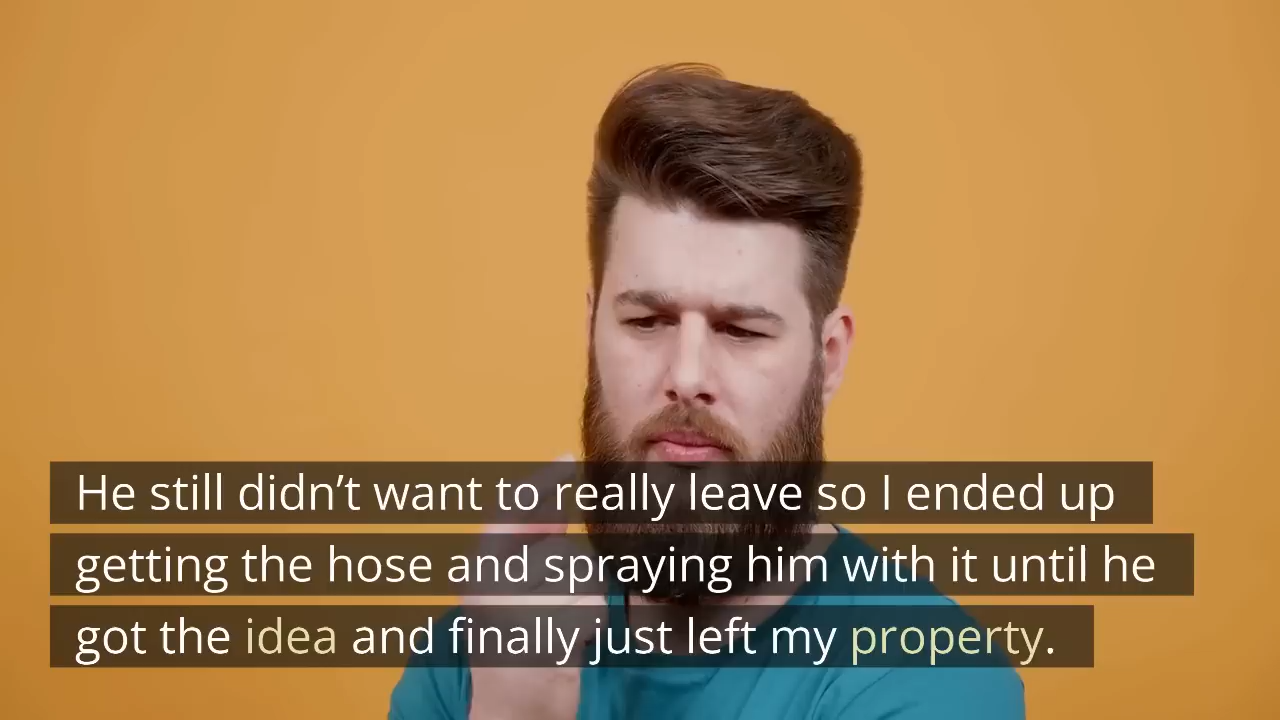 He still didn’t want to really leave so I ended up
getting the hose and spraying him with it until he
got the idea and finally just left my property.